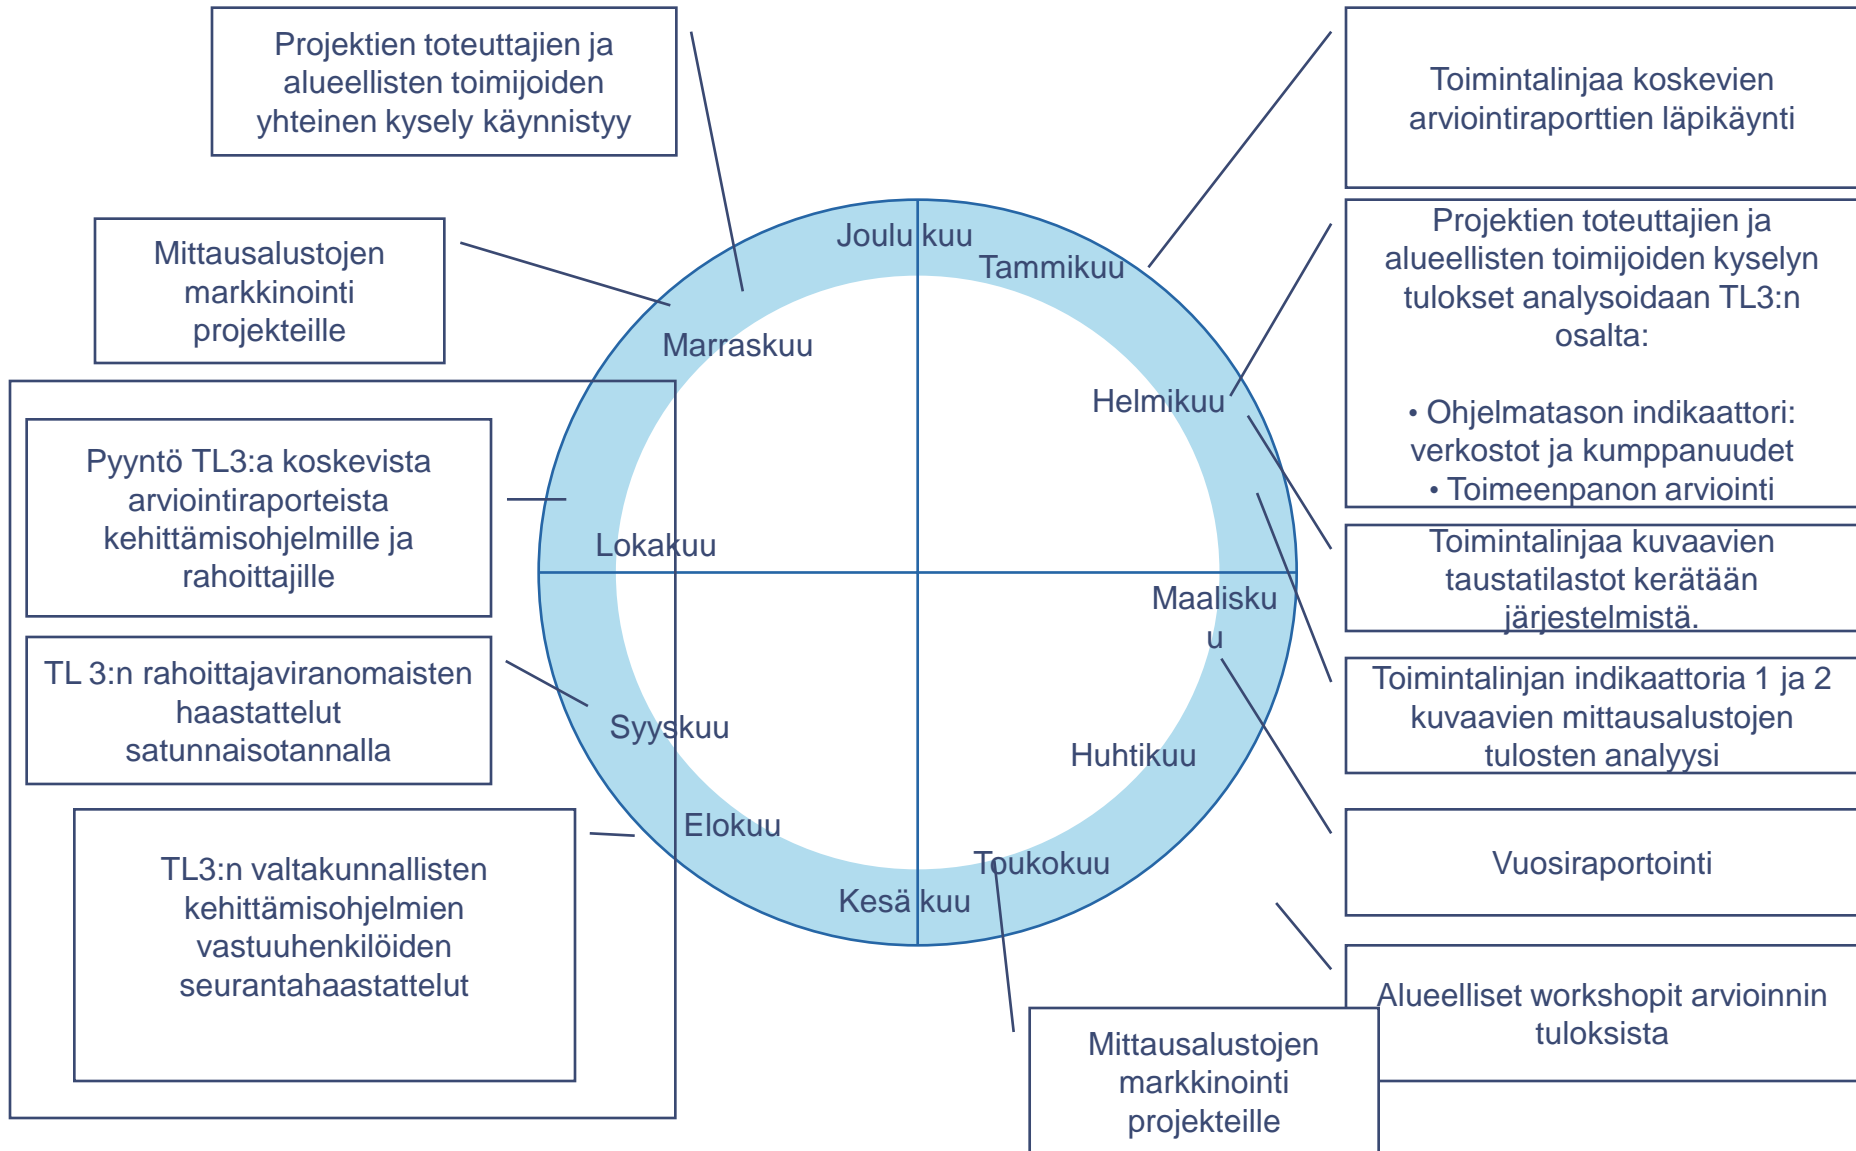 Projektien toteuttajien ja
alueellisten toimijoiden
yhteinen kysely käynnistyy
Toimintalinjaa koskevien
arviointiraporttien läpikäynti
Mittausalustojen
markkinointi
projekteille
Projektien toteuttajien ja
alueellisten toimijoiden kyselyn
tulokset analysoidaan TL3:n
osalta:
• Ohjelmatason indikaattori:
verkostot ja kumppanuudet
• Toimeenpanon arviointi
Joulu kuu
Tammikuu
Marraskuu
Helmikuu
Pyyntö TL3:a koskevista
arviointiraporteista
kehittämisohjelmille ja
rahoittajille
Lokakuu
Toimintalinjaa kuvaavien
taustatilastot kerätään
järjestelmistä.
Maalisku
u
TL 3:n rahoittajaviranomaisten
haastattelut
satunnaisotannalla
Syyskuu
Huhtikuu
Toimintalinjan indikaattoria 1 ja 2
kuvaavien mittausalustojen
tulosten analyysi
Elokuu
Toukokuu
Kesä kuu
Vuosiraportointi
TL3:n valtakunnallisten
kehittämisohjelmien
vastuuhenkilöiden
seurantahaastattelut
Alueelliset workshopit arvioinnin
tuloksista
Mittausalustojen
markkinointi
projekteille